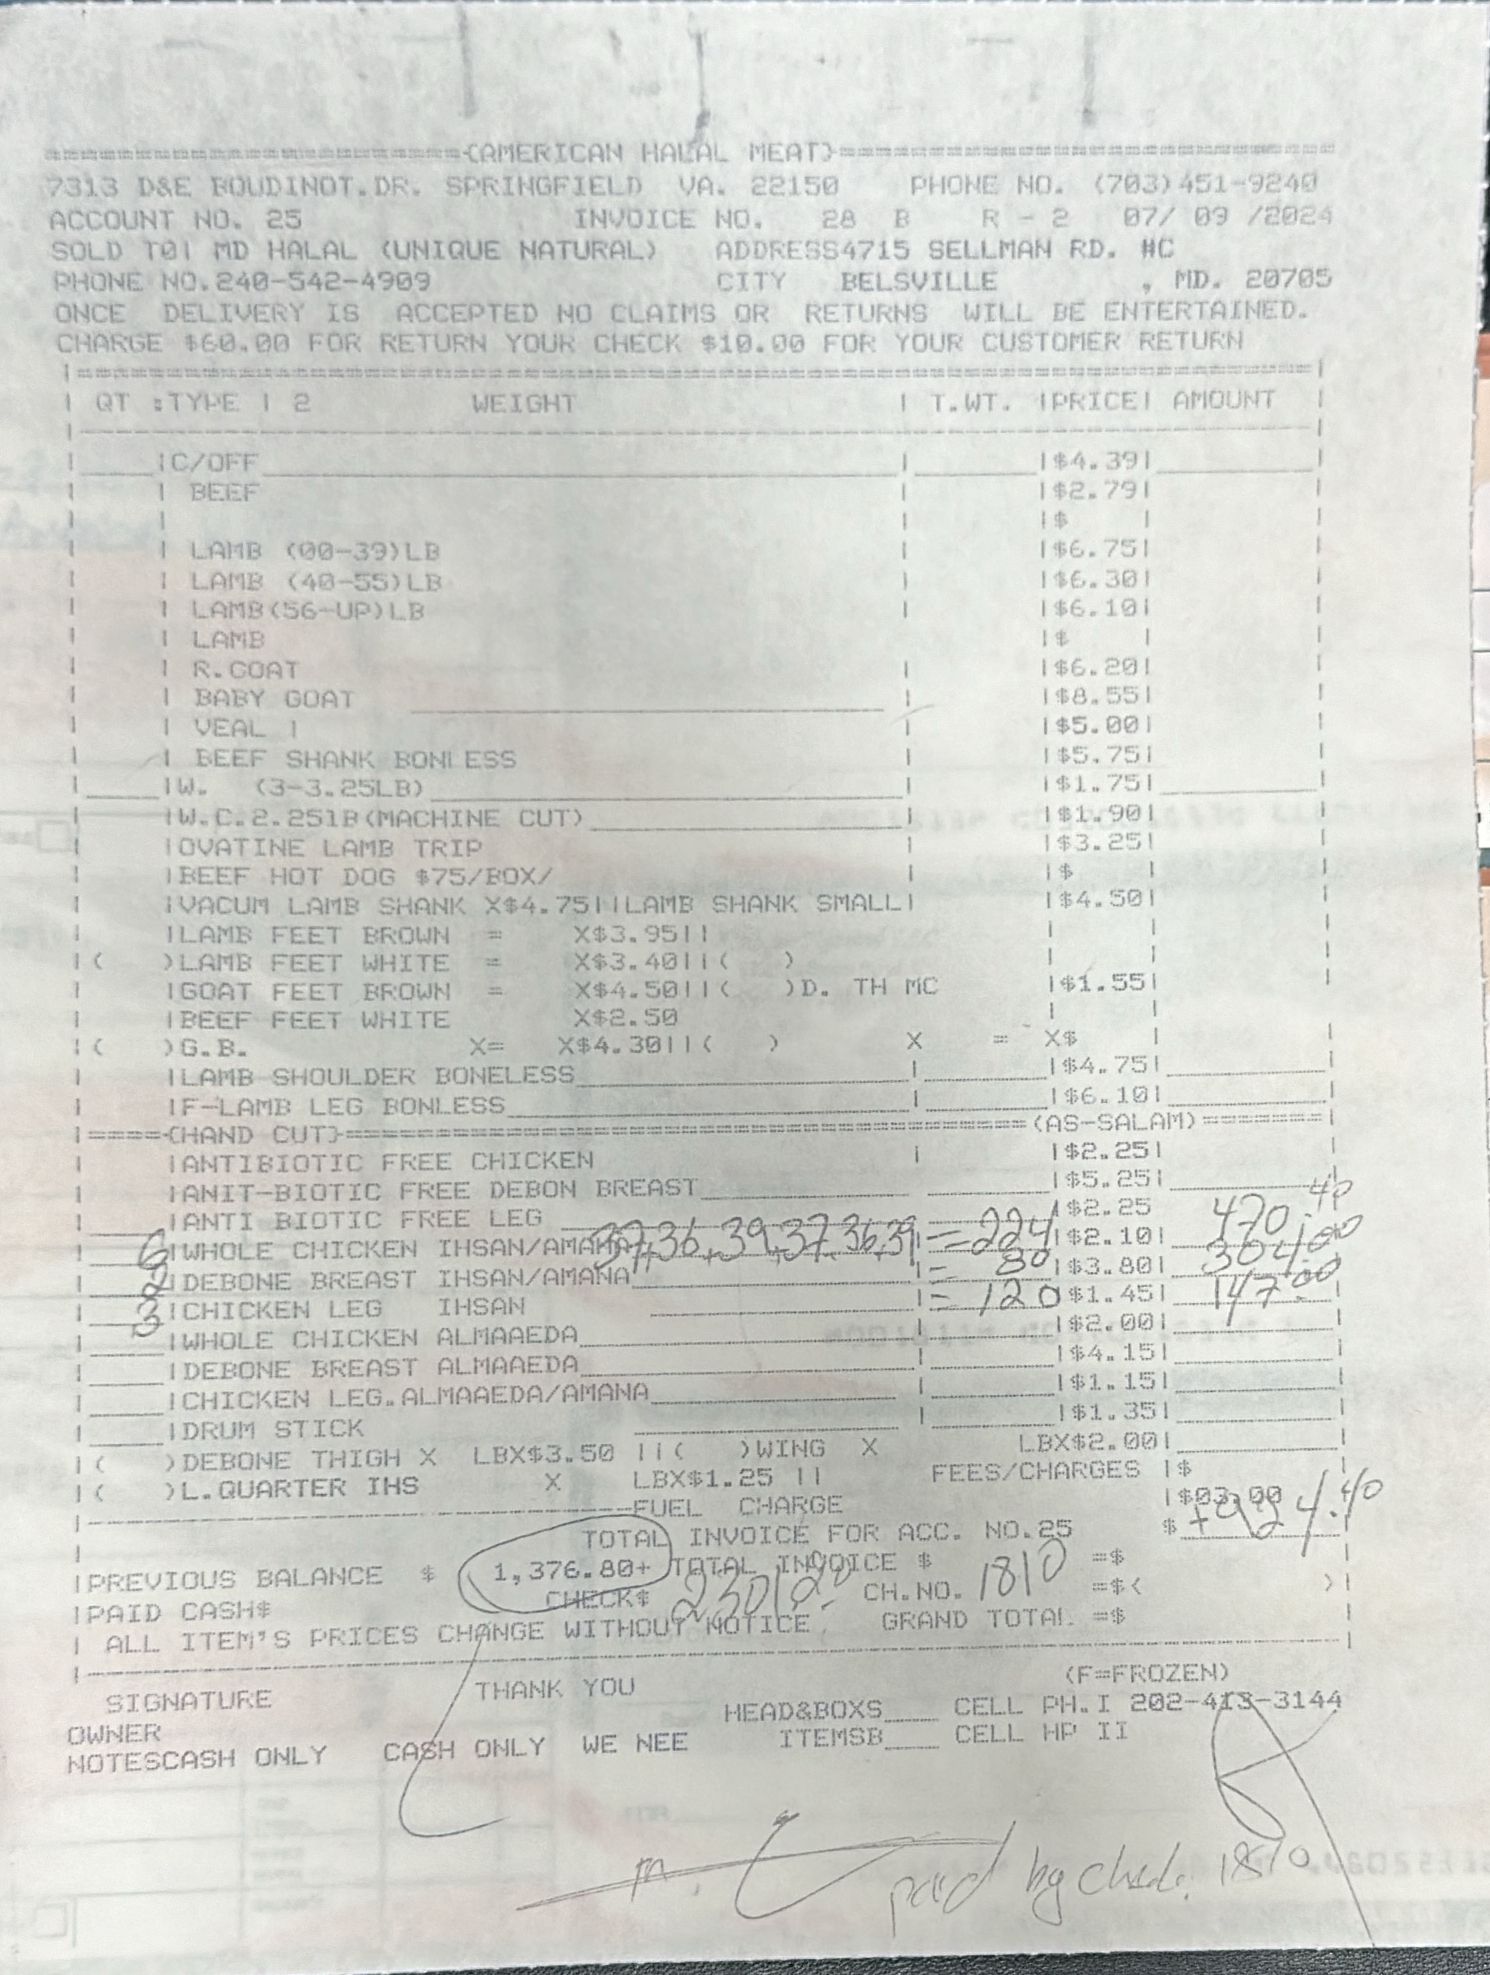 {AMERICAN HALAL MEAT}
7313 D&E BOUDINOT.DR. SPRINGFIELD VA. 22150 PHONE NO. (703)451-9240
ACCOUNT NO. 25 INVOICE NO. 28 B R - 2 07/ 09 /2024
SOLD TO| MD HALAL (UNIQUE NATURAL) ADDRESS4715 SELLMAN RD. #C
PHONE NO.240-542-4909 CITY BELSVILLE , MD. 20705
ONCE DELIVERY IS ACCEPTED NO CLAIMS OR RETURNS WILL BE ENTERTAINED.
CHARGE $60.00 FOR RETURN YOUR CHECK $10.00 FOR YOUR CUSTOMER RETURN
| QT :TYPE | 2 WEIGHT | T.WT. |PRICE| AMOUNT |
|C/OFF |$4.39|
| BEEF |$2.79|
|$ |
| LAMB (00-39)LB |$6.75|
| LAMB (40-55)LB |$6.30|
| LAMB(56-UP)LB |$6.10|
| LAMB |$ |
| R.GOAT |$6.20|
| BABY GOAT |$8.55|
| VEAL | |$5.00|
| BEEF SHANK BONLESS |$5.75|
|W. (3-3.25LB) |$1.75|
|W.C.2.25lB(MACHINE CUT) |$1.90|
|OVATINE LAMB TRIP |$3.25|
|BEEF HOT DOG $75/BOX/ |$ |
|VACUM LAMB SHANK X$4.75||LAMB SHANK SMALL| |$4.50|
|LAMB FEET BROWN = X$3.95||
|( )LAMB FEET WHITE = X$3.40||( )
|GOAT FEET BROWN = X$4.50||( )D. TH MC |$1.55|
|BEEF FEET WHITE X$2.50
|( )G.B. X= X$4.30||( ) X = X$ |
|LAMB SHOULDER BONELESS |$4.75|
|F-LAMB LEG BONLESS |$6.10|
|====={HAND CUT}=====(AS-SALAM)=======|
|ANTIBIOTIC FREE CHICKEN |$2.25|
|ANIT-BIOTIC FREE DEBON BREAST |$5.25|
|ANTI BIOTIC FREE LEG |$2.25
6 |WHOLE CHICKEN IHSAN/AMANA 37,36,39,37,36,39 = 224 |$2.10| 470.40
2 |DEBONE BREAST IHSAN/AMANA = 80 |$3.80| 304.00
3 |CHICKEN LEG IHSAN = 120 $1.45| 147.00
|WHOLE CHICKEN ALMAAEDA |$2.00|
|DEBONE BREAST ALMAAEDA |$4.15|
|CHICKEN LEG.ALMAAEDA/AMANA |$1.15|
|DRUM STICK |$1.35|
|( )DEBONE THIGH X LBX$3.50 ||( )WING X LBX$2.00|
|( )L.QUARTER IHS X LBX$1.25 || FEES/CHARGES |$
FUEL CHARGE |$03.00
TOTAL INVOICE FOR ACC. NO.25 $ +924.40
|PREVIOUS BALANCE $ 1,376.80+ TOTAL INVOICE $ =$
|PAID CASH$ CHECK$ 2301.20 CH.NO. 1810 =$( )|
| ALL ITEM'S PRICES CHANGE WITHOUT NOTICE. GRAND TOTAL =$
(F=FROZEN)
SIGNATURE THANK YOU HEAD&BOXS CELL PH.I 202-413-3144
OWNER ITEMSB CELL HP II
NOTESCASH ONLY CASH ONLY WE NEE
paid by check. 1810